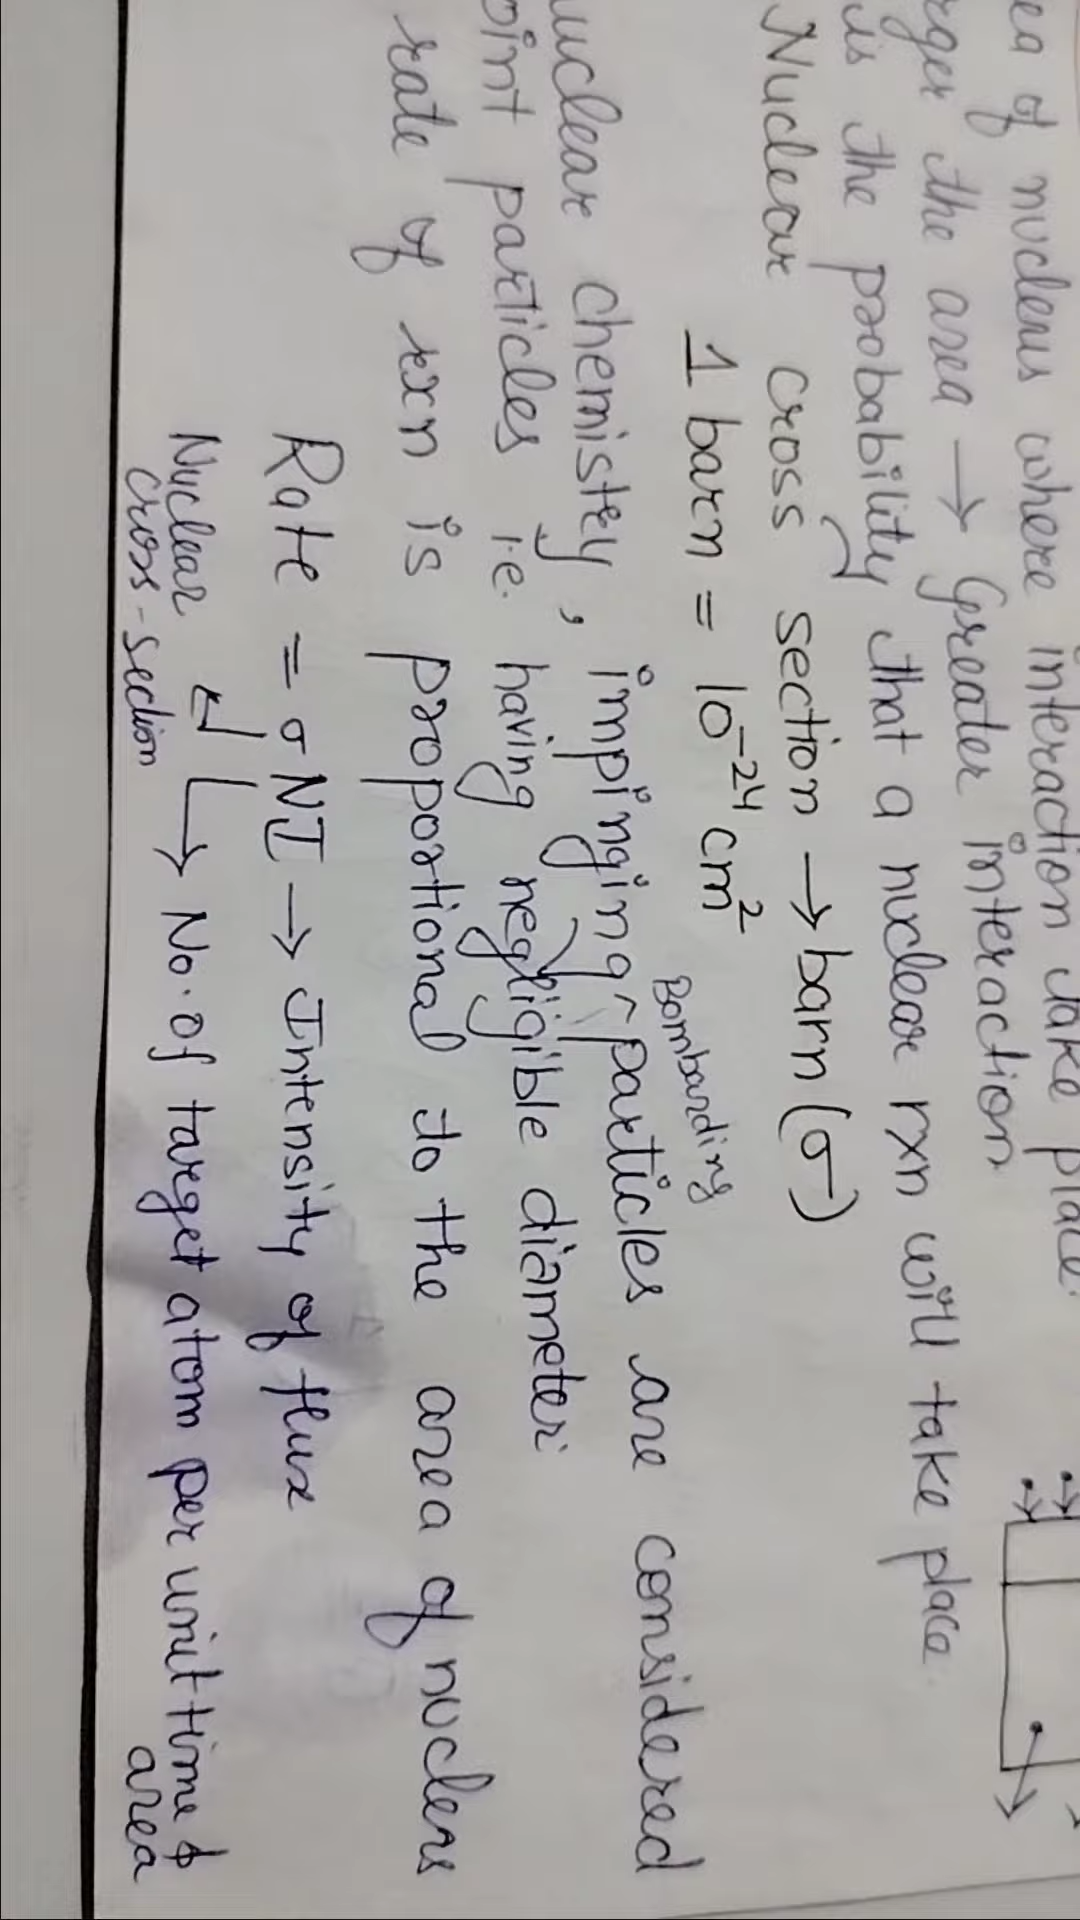 of nucleus where interaction take place.
the area → Greater interaction
is the probability that a nuclear rxn will take place
Nuclear cross section → barn (σ)
1 barn = 10⁻²⁴ cm²
Bombarding
nuclear chemistry, impinging ^ particles are considered
point particles i.e. having negligible diameter
rate of rxn is proportional to the area of nucleus
Rate = σ NI → Intensity of flux
Nuclear cross-section
→ No. of target atom per unit time &
area